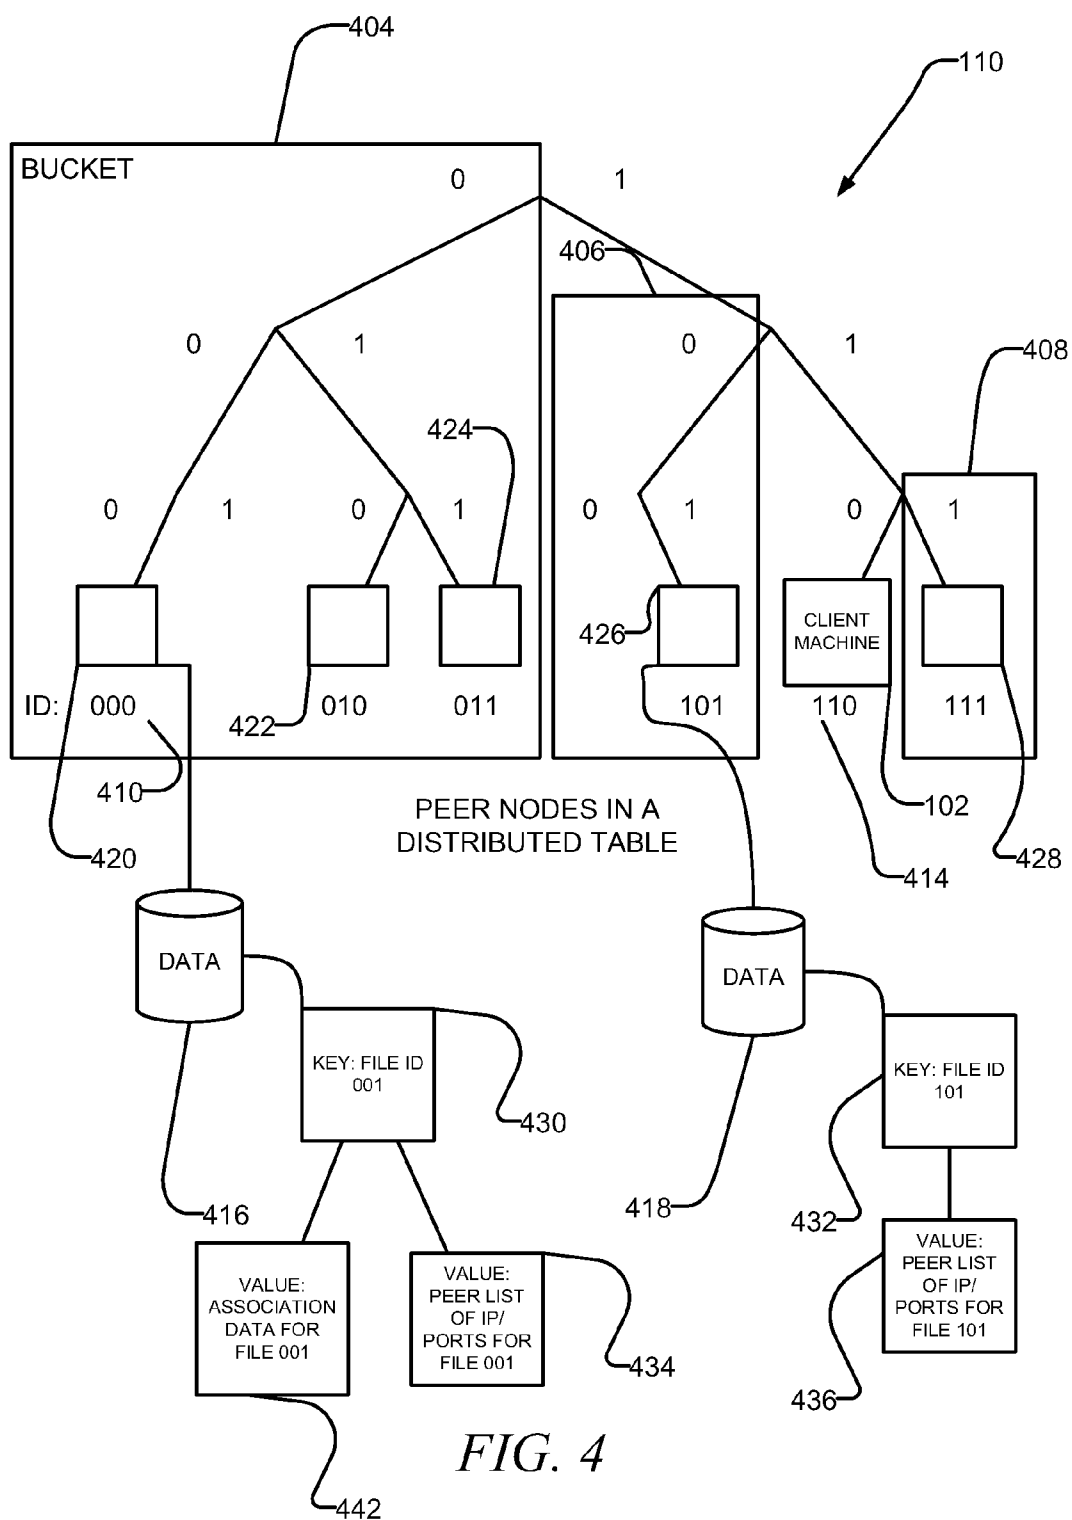 404
110
BUCKET
0
1
406
0
1
0
1
408
424
0
1
0
1
0
1
0
1
426
CLIENT
MACHINE
ID:
000
422
010
011
101
110
111
410
102
PEER NODES IN A
DISTRIBUTED TABLE
420
414
428
DATA
DATA
KEY: FILE ID
001
KEY: FILE ID
101
430
416
418
432
VALUE:
ASSOCIATION
DATA FOR
FILE 001
VALUE:
PEER LIST
OF IP/
PORTS FOR
FILE 001
VALUE:
PEER LIST
OF IP/
PORTS FOR
FILE 101
434
436
FIG. 4
442